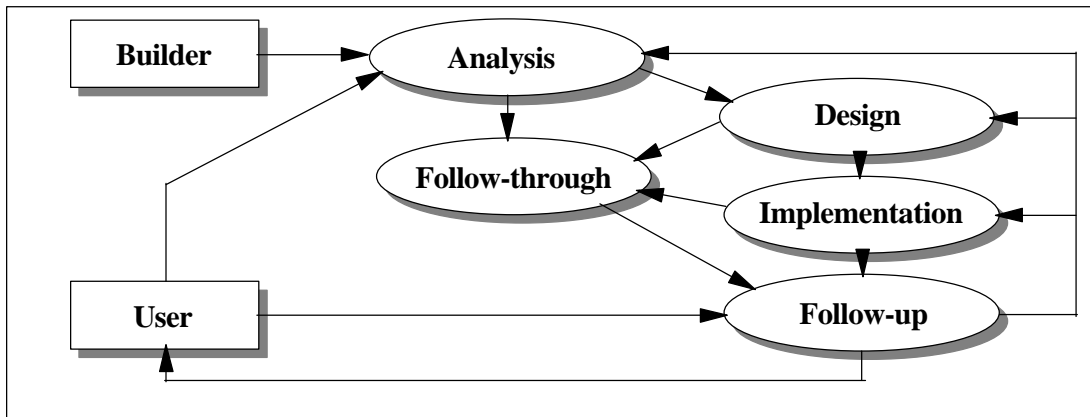 Builder
Analysis
Design
Follow-through
Implementation
User
Follow-up